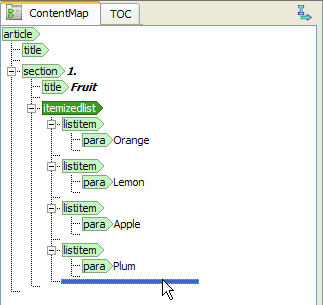 ContentMap TOC
article
title
section 1.
title Fruit
itemizedlist
listitem
para Orange
listitem
para Lemon
listitem
para Apple
listitem
para Plum